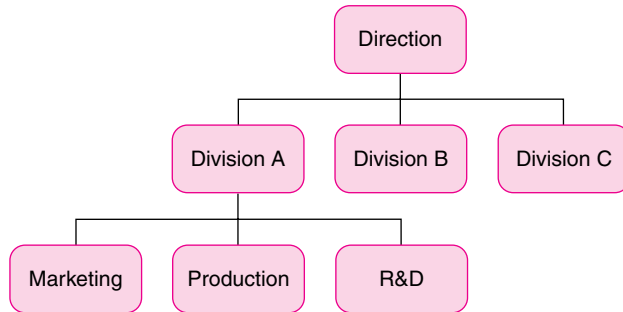 Direction
Division A
Division B
Division C
Marketing
Production
R&D